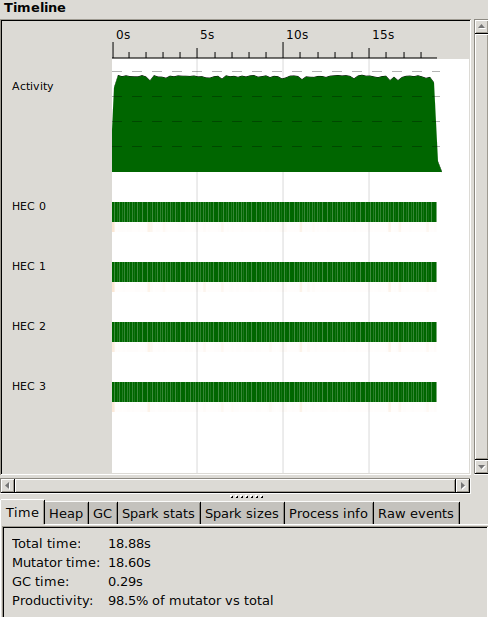 Timeline
0s 5s 10s 15s
Activity
HEC 0
HEC 1
HEC 2
HEC 3
Time Heap GC Spark stats Spark sizes Process info Raw events
Total time: 18.88s
Mutator time: 18.60s
GC time: 0.29s
Productivity: 98.5% of mutator vs total